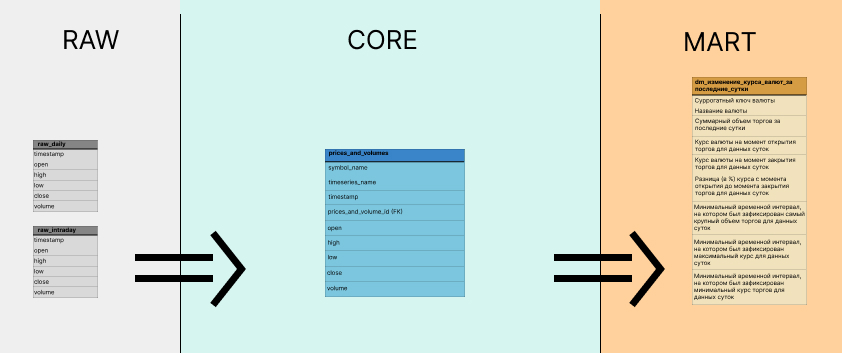 RAW
CORE
MART
raw_daily
timestamp
open
high
low
close
volume
raw_intraday
timestamp
open
high
low
close
volume
prices_and_volumes
symbol_name
timeseries_name
timestamp
prices_and_volume_id (FK)
open
high
low
close
volume
dm_изменение_курса_валют_за
последние_сутки
Суррогатный ключ валюты
Название валюты
Суммарный объем торгов за
последние сутки
Курс валюты на момент открытия
торгов для данных суток
Курс валюты на момент закрытия
торгов для данных суток
Разница (в %) курса с момента
открытия до момента закрытия
торгов для данных суток
Минимальный временной интервал,
на котором был зафиксирован самый
крупный объем торгов для данных
суток
Минимальный временной интервал,
на котором был зафиксирован
максимальный курс для данных
суток
Минимальный временной интервал,
на котором был зафиксирован
минимальный курс торгов для
данных суток